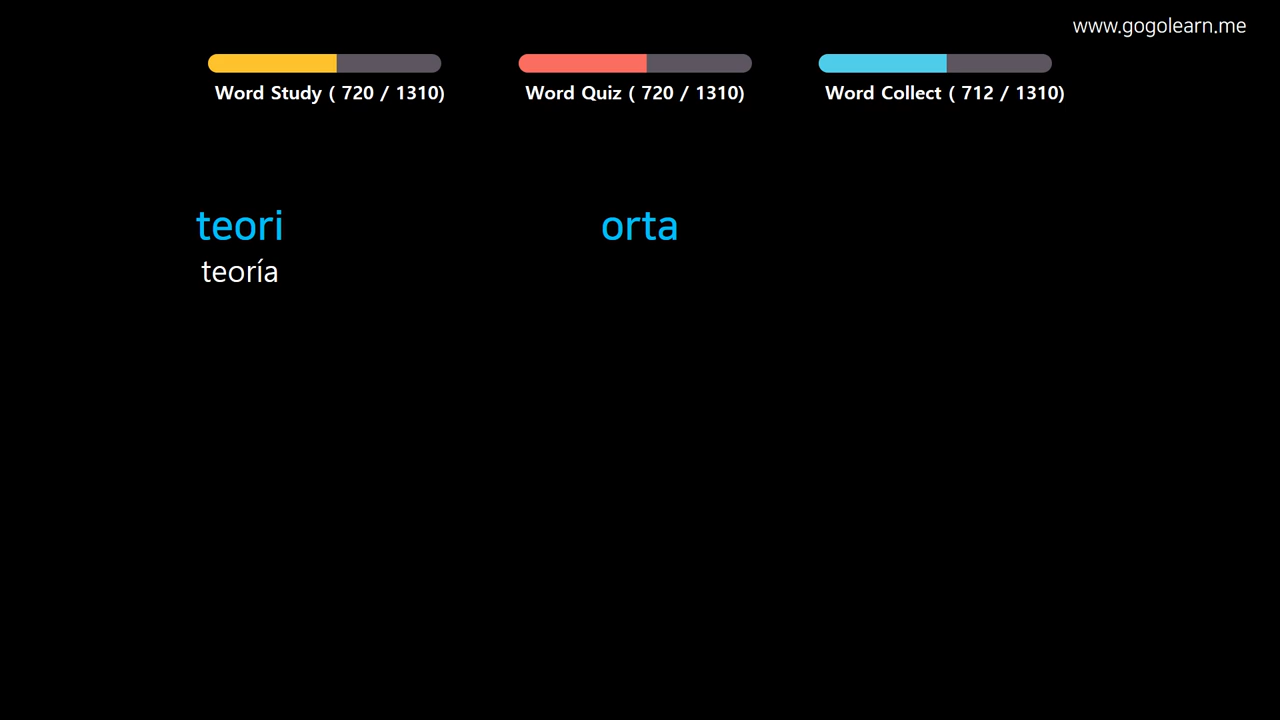 www.gogolearn.me
Word Study ( 720 / 1310)
Word Quiz ( 720 / 1310)
Word Collect ( 712 / 1310)
teori
teoría
orta